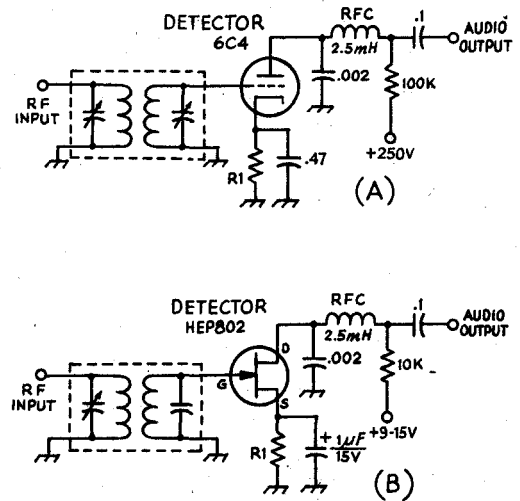 DETECTOR
6C4
RFC
2.5mH
.1
AUDIO
OUTPUT
.002
100K
RF
INPUT
R1
.47
+250V
(A)
DETECTOR
HEP802
RFC
2.5mH
.1
AUDIO
OUTPUT
D
.002
10K
RF
INPUT
G
S
R1
+ 1µF
15V
+9-15V
(B)